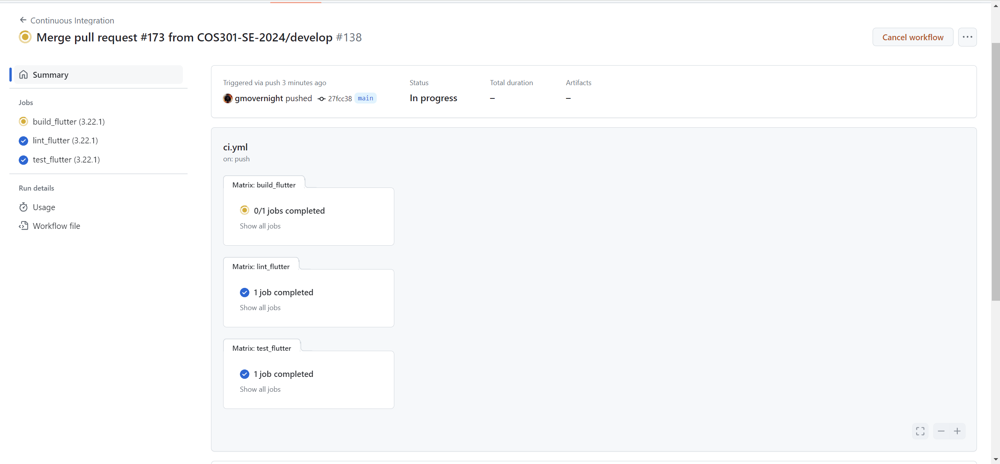 Continuous Integration
Merge pull request #173 from COS301-SE-2024/develop #138
Cancel workflow
Summary
Jobs
build_flutter (3.22.1)
lint_flutter (3.22.1)
test_flutter (3.22.1)
Run details
Usage
Workflow file
Triggered via push 3 minutes ago
gmovernight pushed 27fcc38 main
Status
In progress
Total duration
–
Artifacts
–
ci.yml
on: push
Matrix: build_flutter
0/1 jobs completed
Show all jobs
Matrix: lint_flutter
1 job completed
Show all jobs
Matrix: test_flutter
1 job completed
Show all jobs